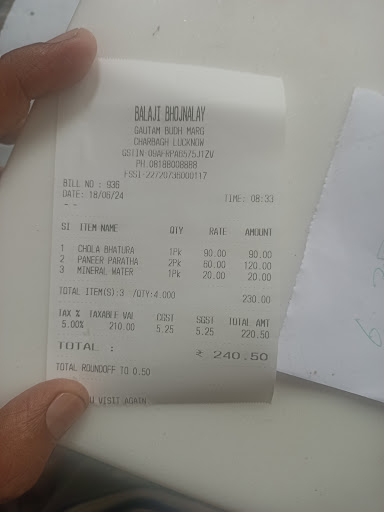 BALAJI BHOJNALAY
GAUTAM BUDH MARG
CHARBAGH LUCKNOW
PH.08188008888
FSSI:22720736000117
BILL NO : 936
DATE: 18/06/24 TIME: 08:33
--
SI ITEM NAME QTY RATE AMOUNT
1 CHOLA BHATURA 1Pk 90.00 90.00
2 PANEER PARATHA 2Pk 60.00 120.00
3 MINERAL WATER 1Pk 20.00 20.00
TOTAL ITEM(S):3 /QTY:4.000 230.00
TAX % TAXABLE VAL CGST SGST TOTAL AMT
5.00% 210.00 5.25 5.25 220.50
TOTAL : ₹ 240.50
TOTAL ROUNDOFF TO 0.50
VISIT AGAIN